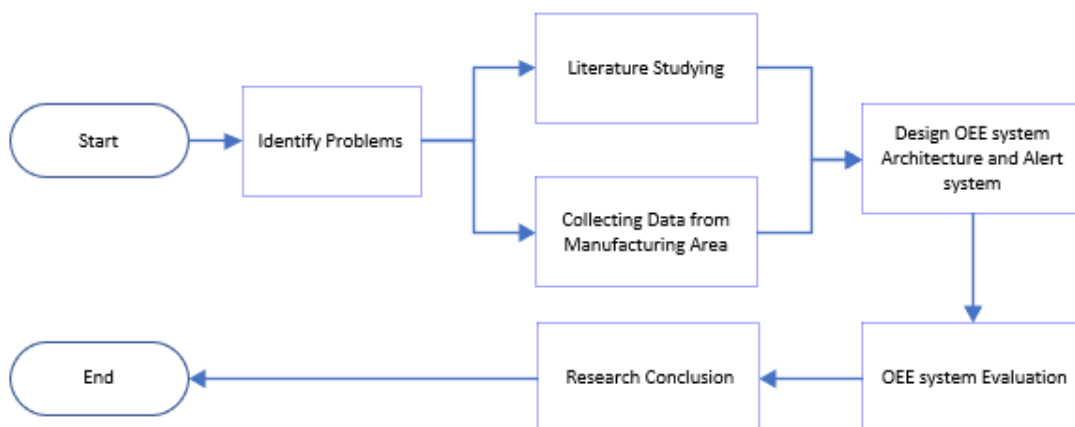 Start
Identify Problems
Literature Studying
Collecting Data from
Manufacturing Area
Design OEE system
Architecture and Alert
system
OEE system Evaluation
Research Conclusion
End